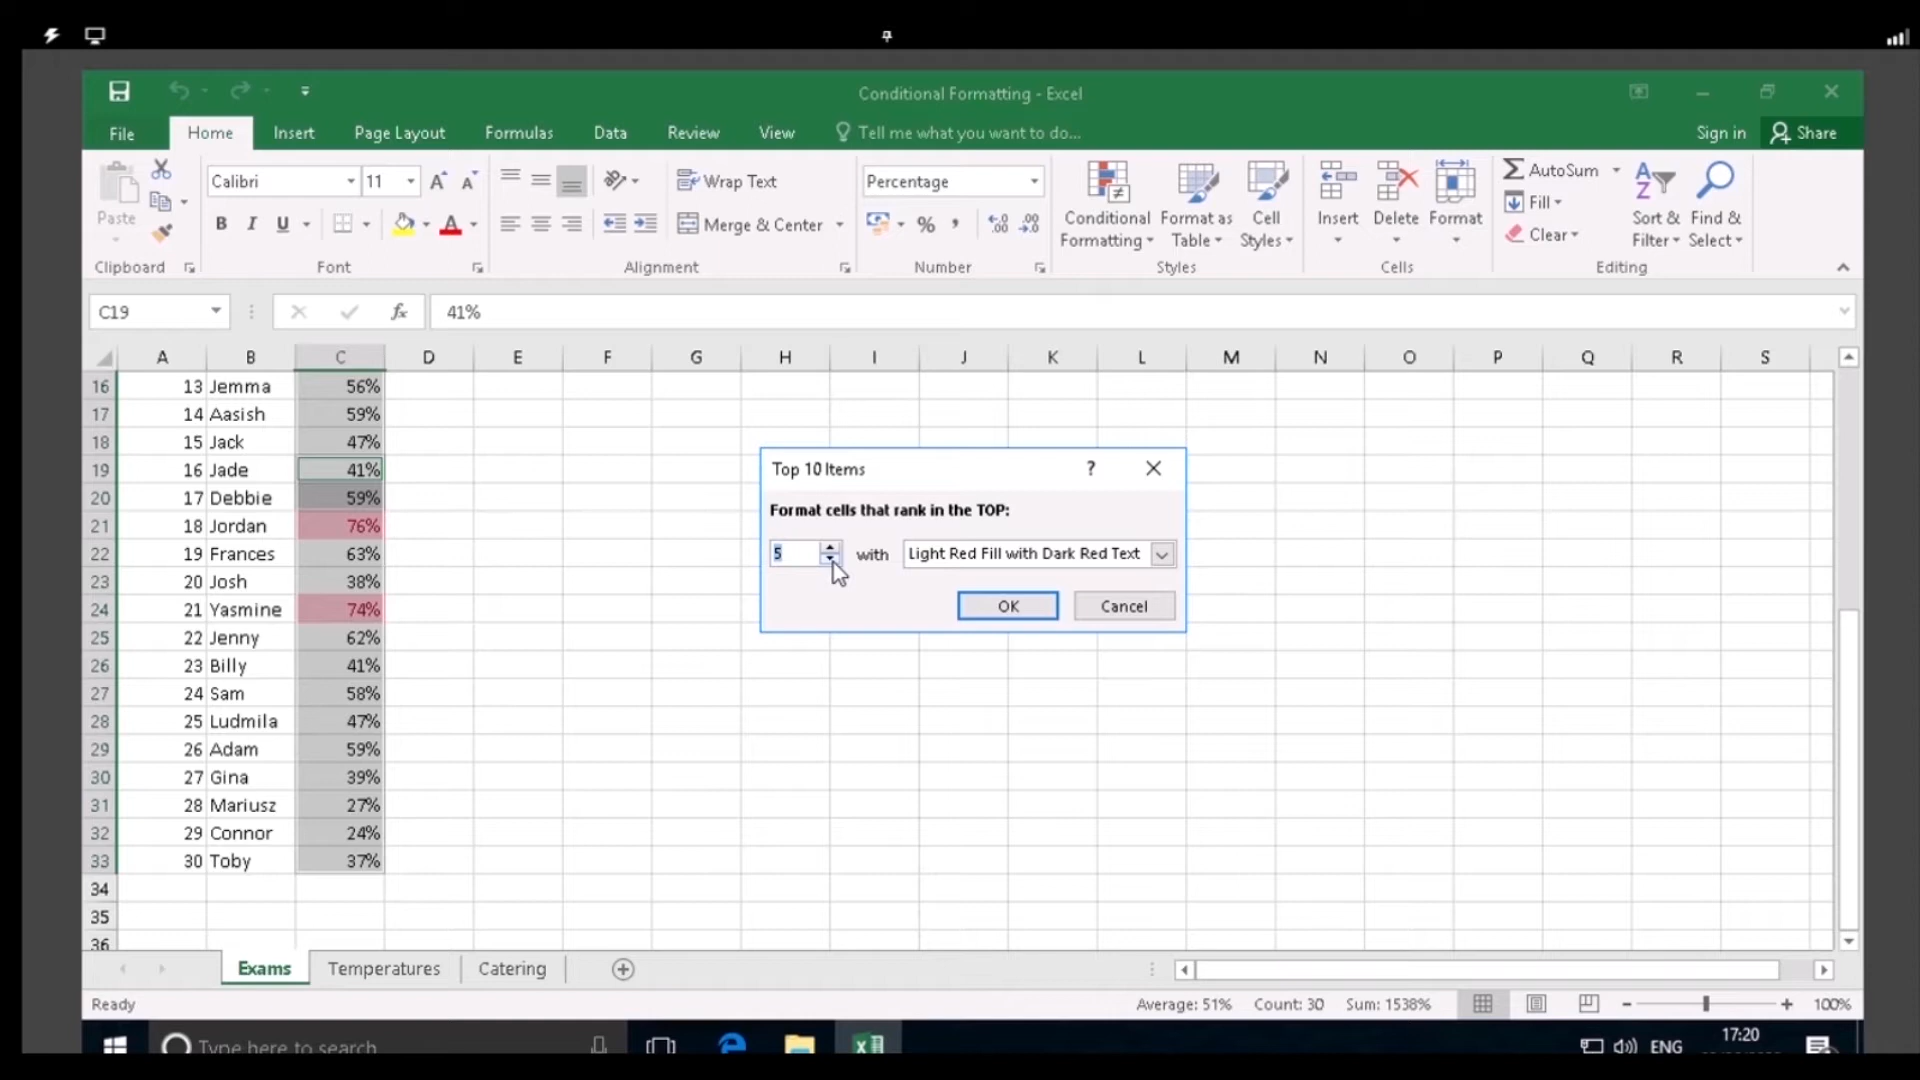 Conditional Formatting - Excel
File Home Insert Page Layout Formulas Data Review View Tell me what you want to do... Sign in Share
Paste
Clipboard
Calibri 11
B I U
Font
Wrap Text
Merge & Center
Alignment
Percentage
%
Number
Conditional Formatting
Format as Table
Cell Styles
Styles
Insert
Delete
Format
Cells
AutoSum
Fill
Clear
Sort & Filter
Find & Select
Editing
C19 fx 41%
A B C D E F G H I J K L M N O P Q R S
16 13 Jemma 56%
17 14 Aasish 59%
18 15 Jack 47%
19 16 Jade 41%
20 17 Debbie 59%
21 18 Jordan 76%
22 19 Frances 63%
23 20 Josh 38%
24 21 Yasmine 74%
25 22 Jenny 62%
26 23 Billy 41%
27 24 Sam 58%
28 25 Ludmila 47%
29 26 Adam 59%
30 27 Gina 39%
31 28 Mariusz 27%
32 29 Connor 24%
33 30 Toby 37%
34
35
36
Top 10 Items ?
Format cells that rank in the TOP:
5 with Light Red Fill with Dark Red Text
OK Cancel
Exams Temperatures Catering
Ready Average: 51% Count: 30 Sum: 1538% 100%
Type here to search
ENG 17:20